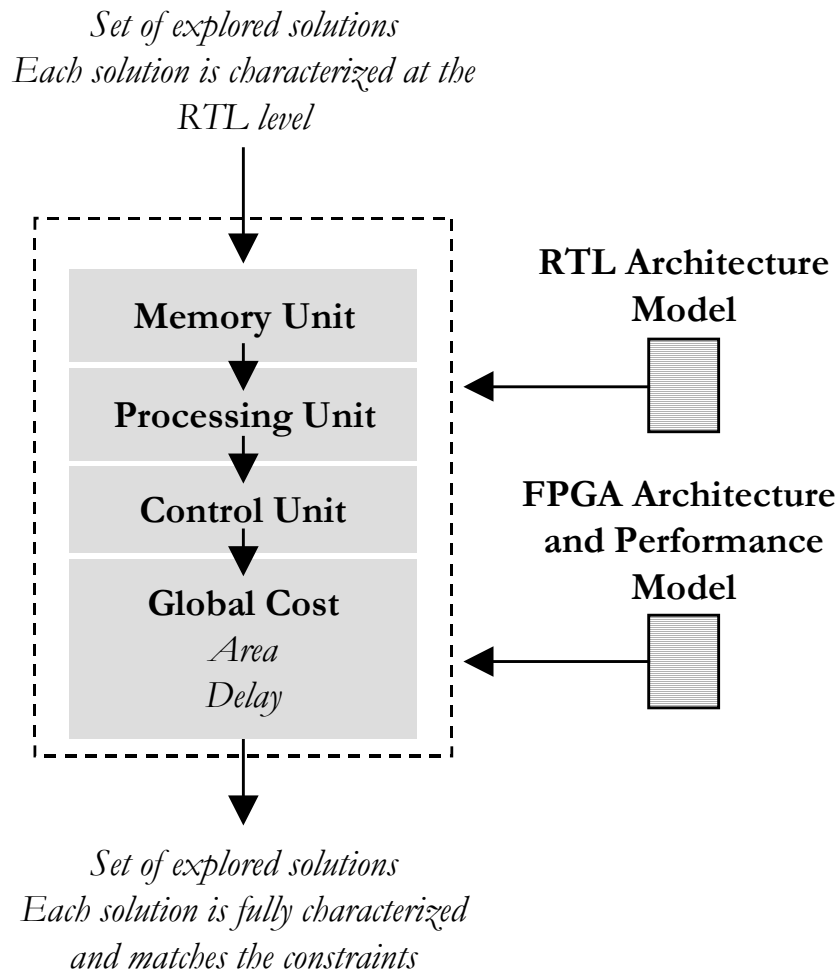 Set of explored solutions
Each solution is characterized at the
RTL level
Memory Unit
Processing Unit
Control Unit
Global Cost
Area
Delay
RTL Architecture
Model
FPGA Architecture
and Performance
Model
Set of explored solutions
Each solution is fully characterized
and matches the constraints